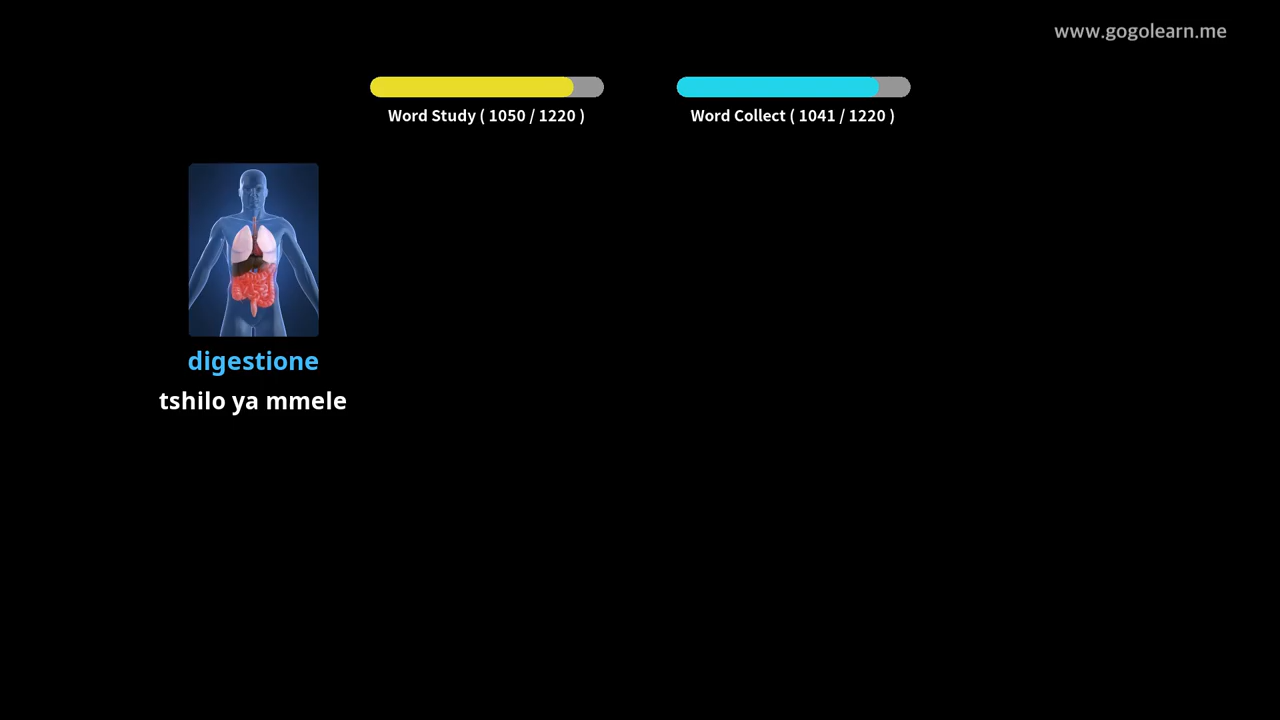 www.gogolearn.me
Word Study ( 1050 / 1220 )
Word Collect ( 1041 / 1220 )
digestione
tshilo ya mmele